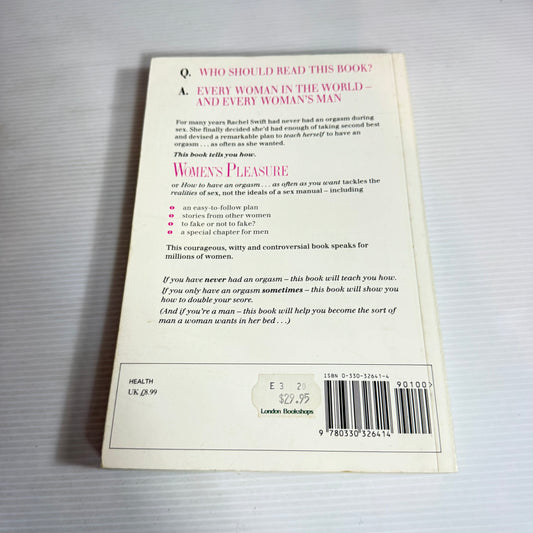 Q. WHO SHOULD READ THIS BOOK?
A. EVERY WOMAN IN THE WORLD –
AND EVERY WOMAN'S MAN
For many years Rachel Swift had never had an orgasm during
sex. She finally decided she'd had enough of taking second best
and devised a remarkable plan to teach herself to have an
orgasm . . . as often as she wanted.
This book tells you how.
WOMEN'S PLEASURE
or How to have an orgasm . . . as often as you want tackles the
realities of sex, not the ideals of a sex manual – including
an easy-to-follow plan
stories from other women
to fake or not to fake?
a special chapter for men
This courageous, witty and controversial book speaks for
millions of women.
If you have never had an orgasm – this book will teach you how.
If you only have an orgasm sometimes – this book will show you
how to double your score.
(And if you're a man – this book will help you become the sort of
man a woman wants in her bed . . .)
HEALTH
UK £8.99
E 3 20
$29.95
London Bookshops
ISBN 0-330-32641-4
90100>
9 780330 326414